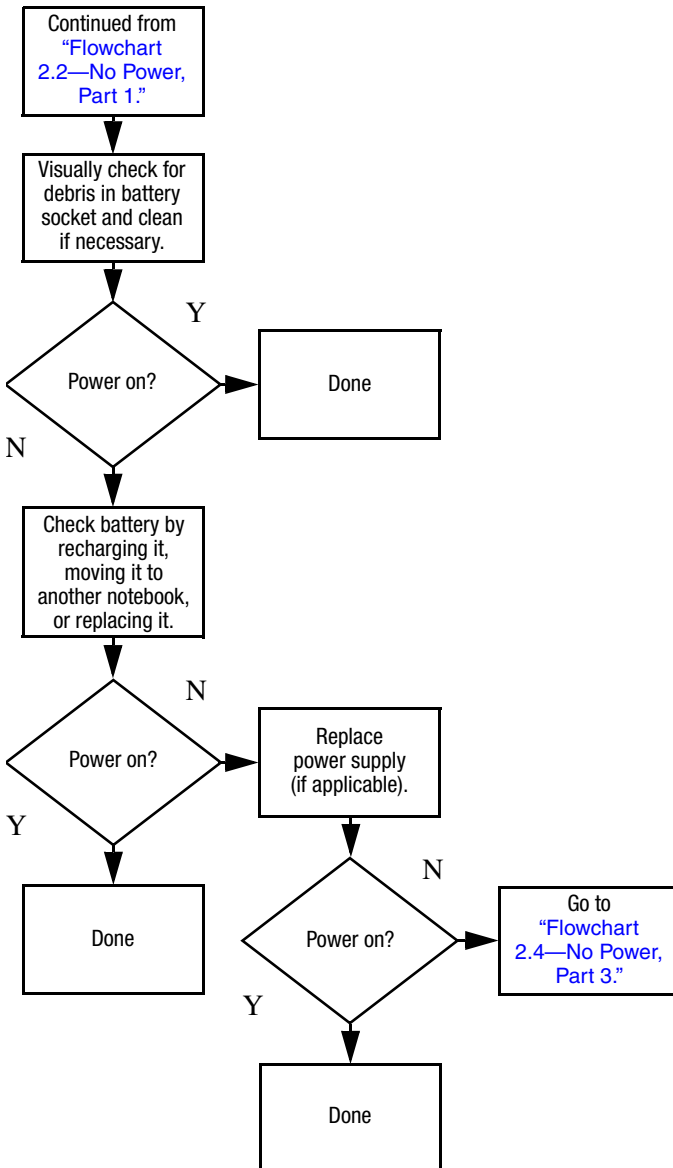 Continued from
“Flowchart
2.2—No Power,
Part 1.”
Visually check for
debris in battery
socket and clean
if necessary.
Y
Power on?
Done
N
Check battery by
recharging it,
moving it to
another notebook,
or replacing it.
N
Power on?
Replace
power supply
(if applicable).
Y
Done
N
Power on?
Go to
“Flowchart
2.4—No Power,
Part 3.”
Y
Done